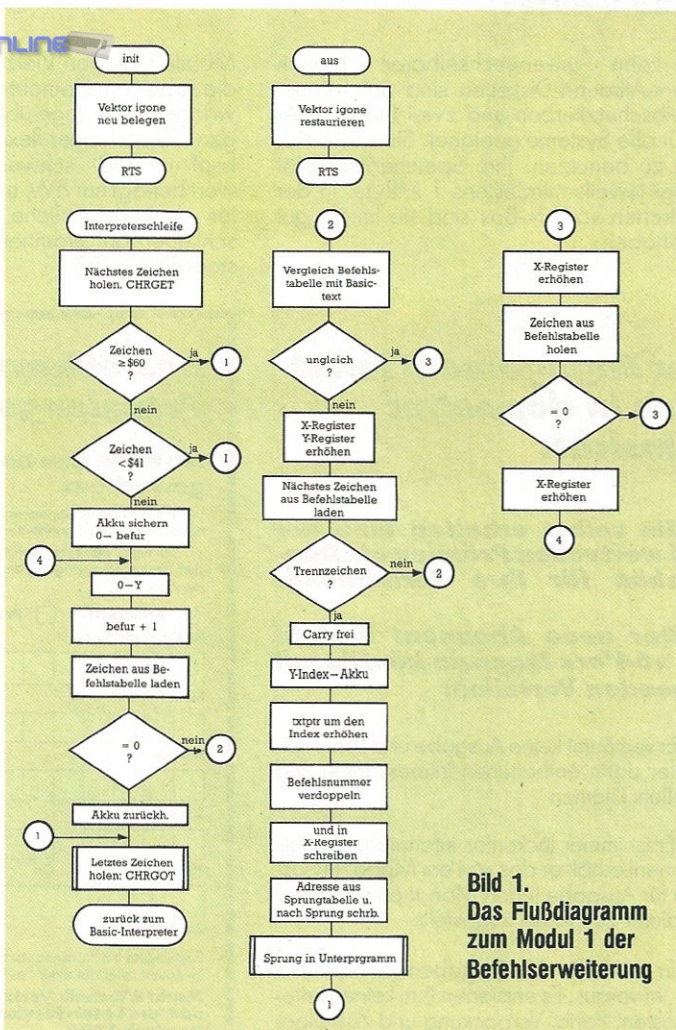 NLINE
init
Vektor igone
neu belegen
RTS
Interpreterschleife
Nächstes Zeichen
holen. CHRGET
Zeichen
≥$60
?
ja
1
nein
Zeichen
<$41
?
ja
1
nein
Akku sichern
0– befur
4
0–Y
befur + 1
Zeichen aus Be-
fehlstabelle laden
= 0
?
nein
2
Akku zurückh.
1
Letztes Zeichen
holen: CHRGOT
zurück zum
Basic-Interpreter
aus
Vektor igone
restaurieren
RTS
2
Vergleich Befehls-
tabelle mit Basic-
text
ungleich
?
ja
3
nein
X-Register
Y-Register
erhöhen
Nächstes Zeichen
aus Befehlstabelle
laden
Trennzeichen
?
nein
2
ja
Carry frei
Y-Index–Akku
txtptr um den
Index erhöhen
Befehlsnummer
verdoppeln
und in
X-Register
schreiben
Adresse aus
Sprungtabelle u.
nach Sprung schrb.
Sprung in Unterprgramm
1
3
X-Register
erhöhen
Zeichen aus
Befehlstabelle
holen
= 0
?
3
X-Register
erhöhen
4
Bild 1.
Das Flußdiagramm
zum Modul 1 der
Befehlserweiterung